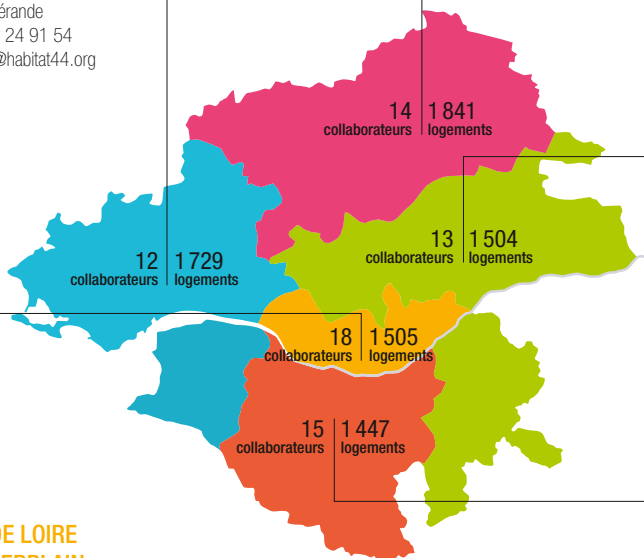 24 91 54
@habitat44.org
14 1 841
collaborateurs logements
13 1 504
collaborateurs logements
12 1 729
collaborateurs logements
18 1 505
collaborateurs logements
15 1 447
collaborateurs logements
DE LOIRE